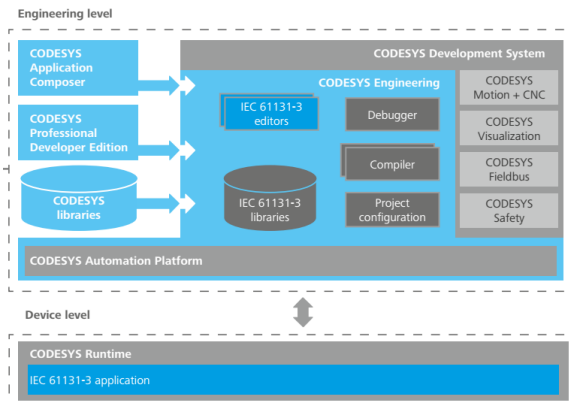 Engineering level
CODESYS
Application
Composer
CODESYS
Professional
Developer Edition
CODESYS
libraries
CODESYS Development System
CODESYS Engineering
IEC 61131-3
editors
Debugger
Compiler
IEC 61131-3
libraries
Project
configuration
CODESYS
Motion + CNC
CODESYS
Visualization
CODESYS
Fieldbus
CODESYS
Safety
CODESYS Automation Platform
Device level
CODESYS Runtime
IEC 61131-3 application